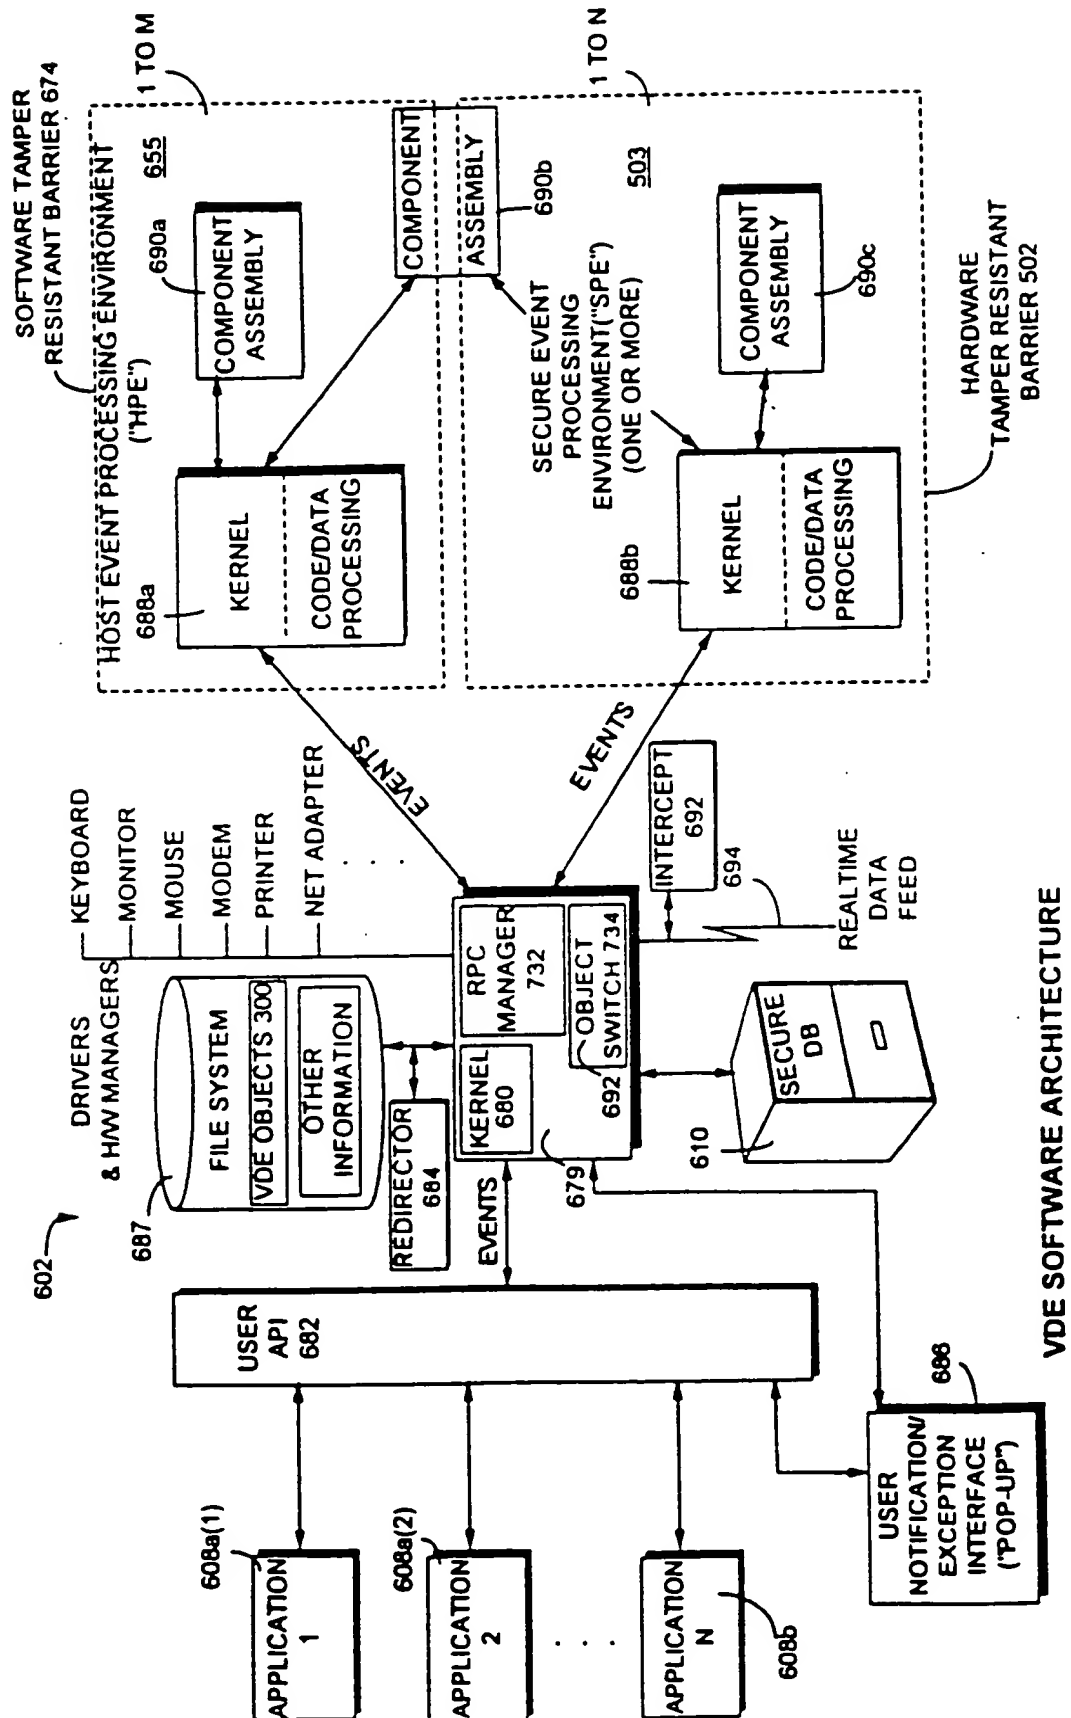 602
DRIVERS
& H/W MANAGERS
KEYBOARD
MONITOR
MOUSE
MODEM
PRINTER
NET ADAPTER
. . . .
687
FILE SYSTEM
VDE OBJECTS 300
OTHER
INFORMATION
REDIRECTOR
684
EVENTS
KERNEL
680
RPC
MANAGER
732
OBJECT
SWITCH 734
692
679
USER
API
682
608a(1)
APPLICATION
1
608a(2)
APPLICATION
2
. . . .
APPLICATION
N
608b
688
USER
NOTIFICATION/
EXCEPTION
INTERFACE
("POP-UP")
610
SECURE
DB
INTERCEPT
692
694
REALTIME
DATA
FEED
EVENTS
EVENTS
SOFTWARE TAMPER
RESISTANT BARRIER 674
HOST EVENT PROCESSING ENVIRONMENT
("HPE")
655
1 TO M
688a
KERNEL
CODE/DATA
PROCESSING
690a
COMPONENT
ASSEMBLY
COMPONENT
ASSEMBLY
690b
SECURE EVENT
PROCESSING
ENVIRONMENT("SPE")
(ONE OR MORE)
503
1 TO N
688b
KERNEL
CODE/DATA
PROCESSING
COMPONENT
ASSEMBLY
690c
HARDWARE
TAMPER RESISTANT
BARRIER 502
VDE SOFTWARE ARCHITECTURE